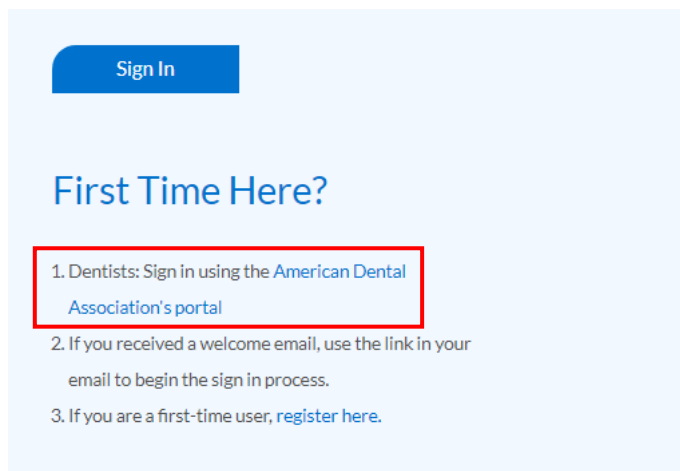 Sign In
First Time Here?
1. Dentists: Sign in using the American Dental
Association's portal
2. If you received a welcome email, use the link in your
email to begin the sign in process.
3. If you are a first-time user, register here.